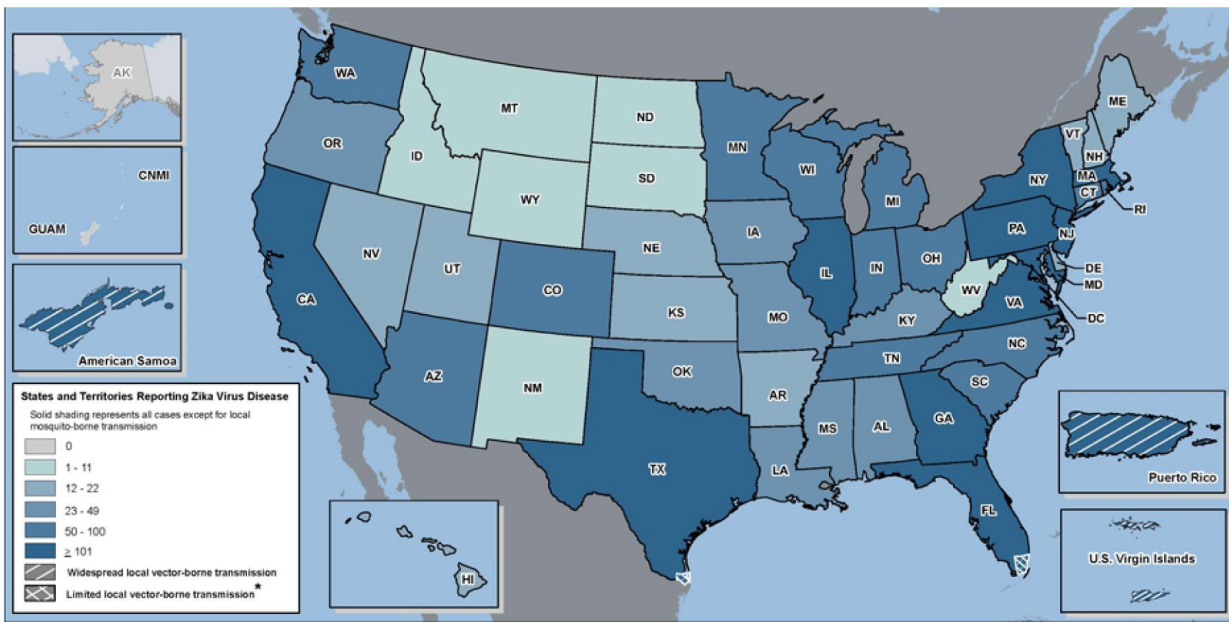 AK
CNMI
GUAM
American Samoa
States and Territories Reporting Zika Virus Disease
Solid shading represents all cases except for local
mosquito-borne transmission
0
1 - 11
12 - 22
23 - 49
50 - 100
≥ 101
Widespread local vector-borne transmission
Limited local vector-borne transmission*
WA
OR
CA
ID
NV
MT
WY
UT
AZ
CO
NM
ND
SD
NE
KS
OK
TX
MN
IA
MO
AR
LA
WI
IL
MS
MI
IN
OH
KY
TN
AL
GA
FL
SC
NC
VA
WV
PA
NY
VT
NH
ME
MA
CT
RI
NJ
DE
MD
DC
HI
Puerto Rico
U.S. Virgin Islands